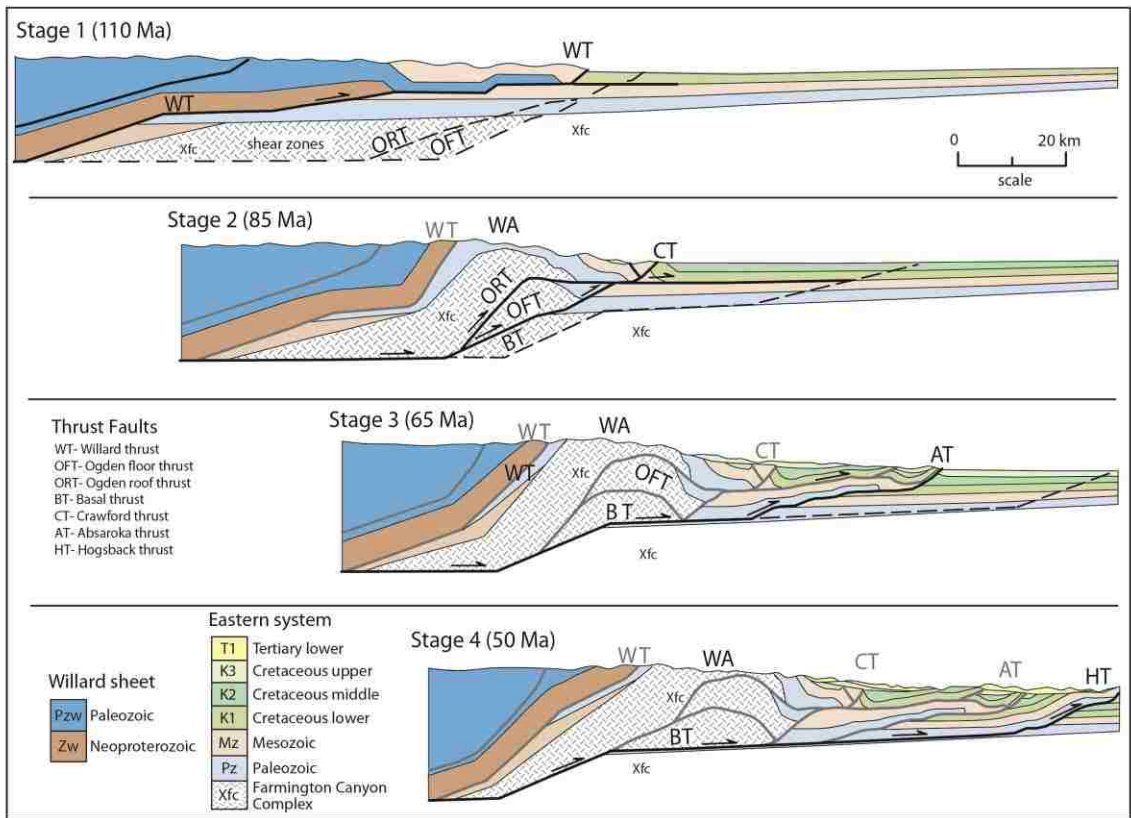 Stage 1 (110 Ma)
WT
WT
Xfc
shear zones
ORT
OFT
Xfc
0 20 km
scale
Stage 2 (85 Ma)
WT
WA
CT
ORT
Xfc
OFT
BT
Xfc
Stage 3 (65 Ma)
WT
WA
CT
AT
WT
Xfc
OFT
BT
Xfc
Thrust Faults
WT- Willard thrust
OFT- Ogden floor thrust
ORT- Ogden roof thrust
BT- Basal thrust
CT- Crawford thrust
AT- Absaroka thrust
HT- Hogsback thrust
Stage 4 (50 Ma)
WT
WA
CT
AT
HT
Xfc
BT
Xfc
Willard sheet
Pzw Paleozoic
Zw Neoproterozoic
Eastern system
T1 Tertiary lower
K3 Cretaceous upper
K2 Cretaceous middle
K1 Cretaceous lower
Mz Mesozoic
Pz Paleozoic
Xfc Farmington Canyon
Complex